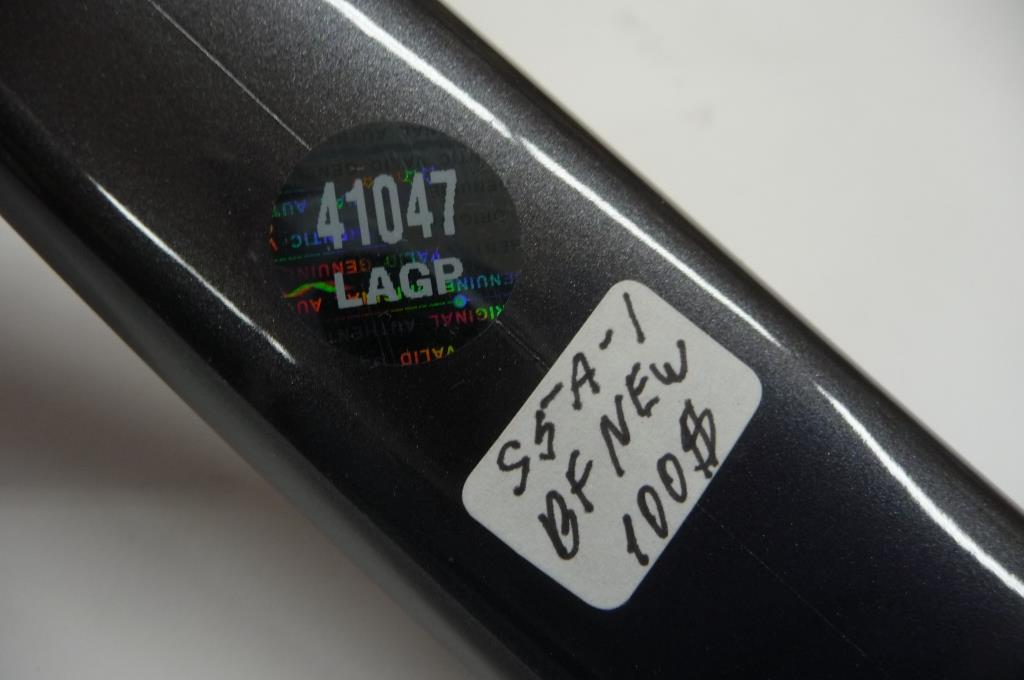 41047
LAGP
S5-A-1
BF NEW
100$